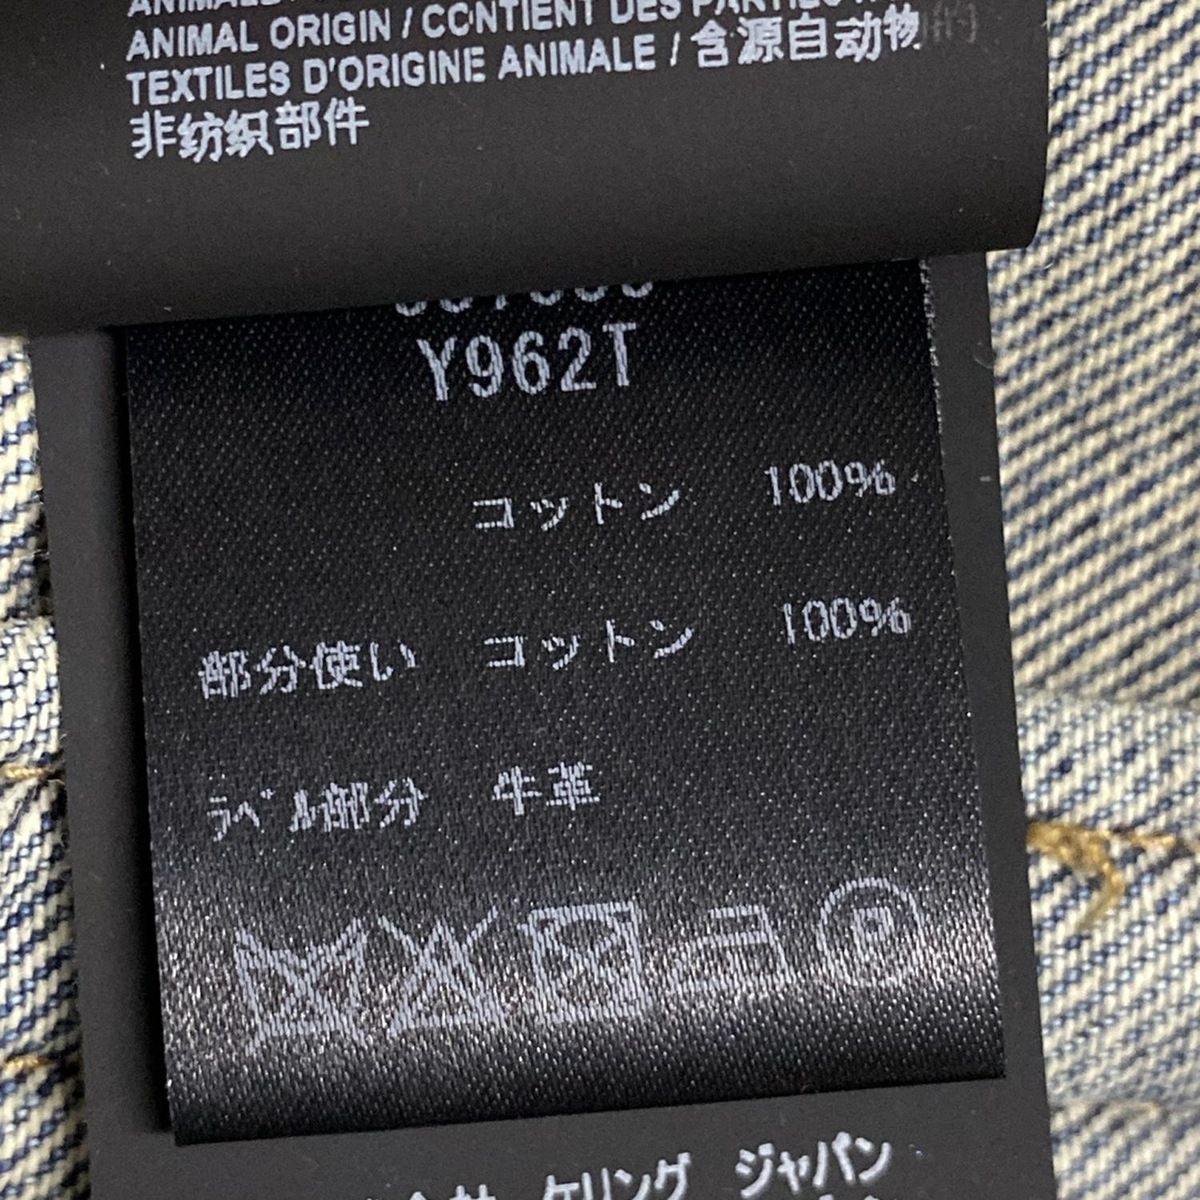 ANIMAL ORIGIN / CONTIENT DES PARTIES
TEXTILES D'ORIGINE ANIMALE / 含源自动物的
非纺织部件
Y962T
コットン 100%
部分使い コットン 100%
ラベル部分 牛革
P
ケリング ジャパン